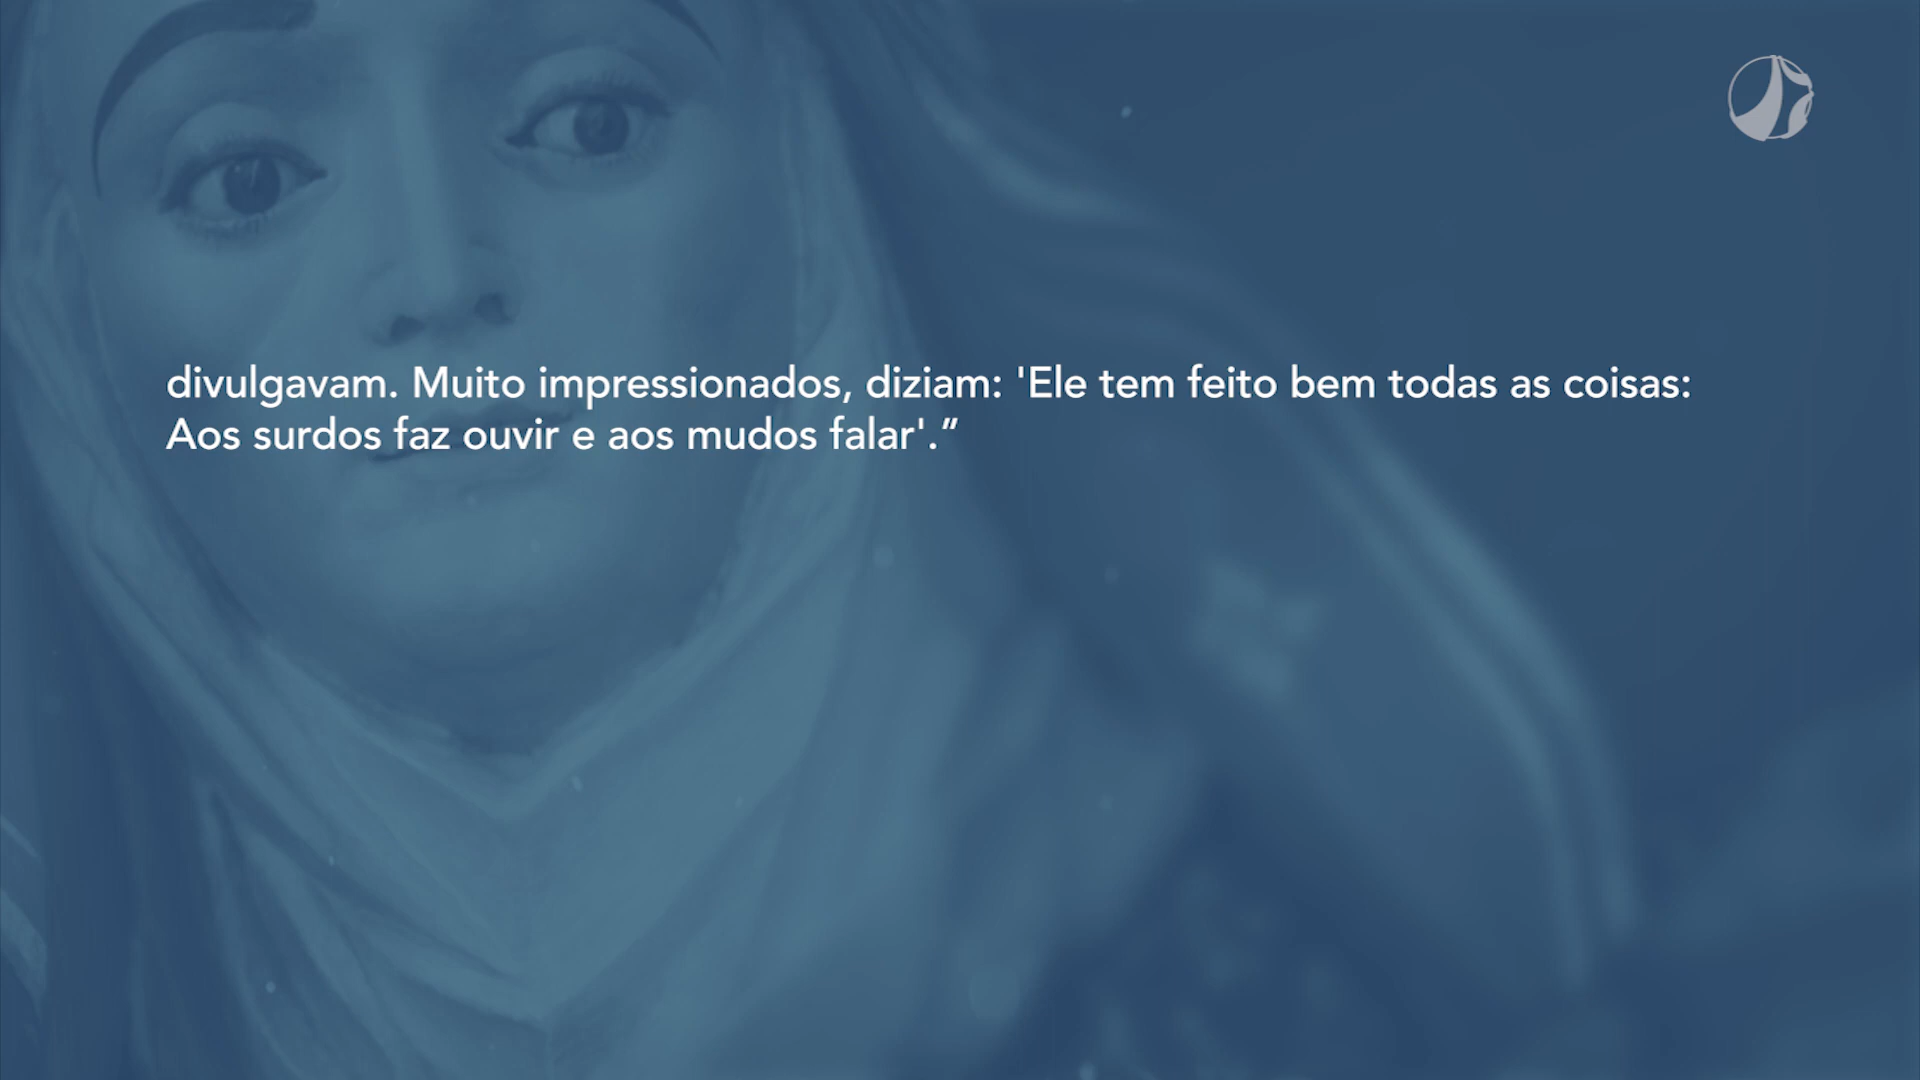 divulgavam. Muito impressionados, diziam: 'Ele tem feito bem todas as coisas:
Aos surdos faz ouvir e aos mudos falar'.”